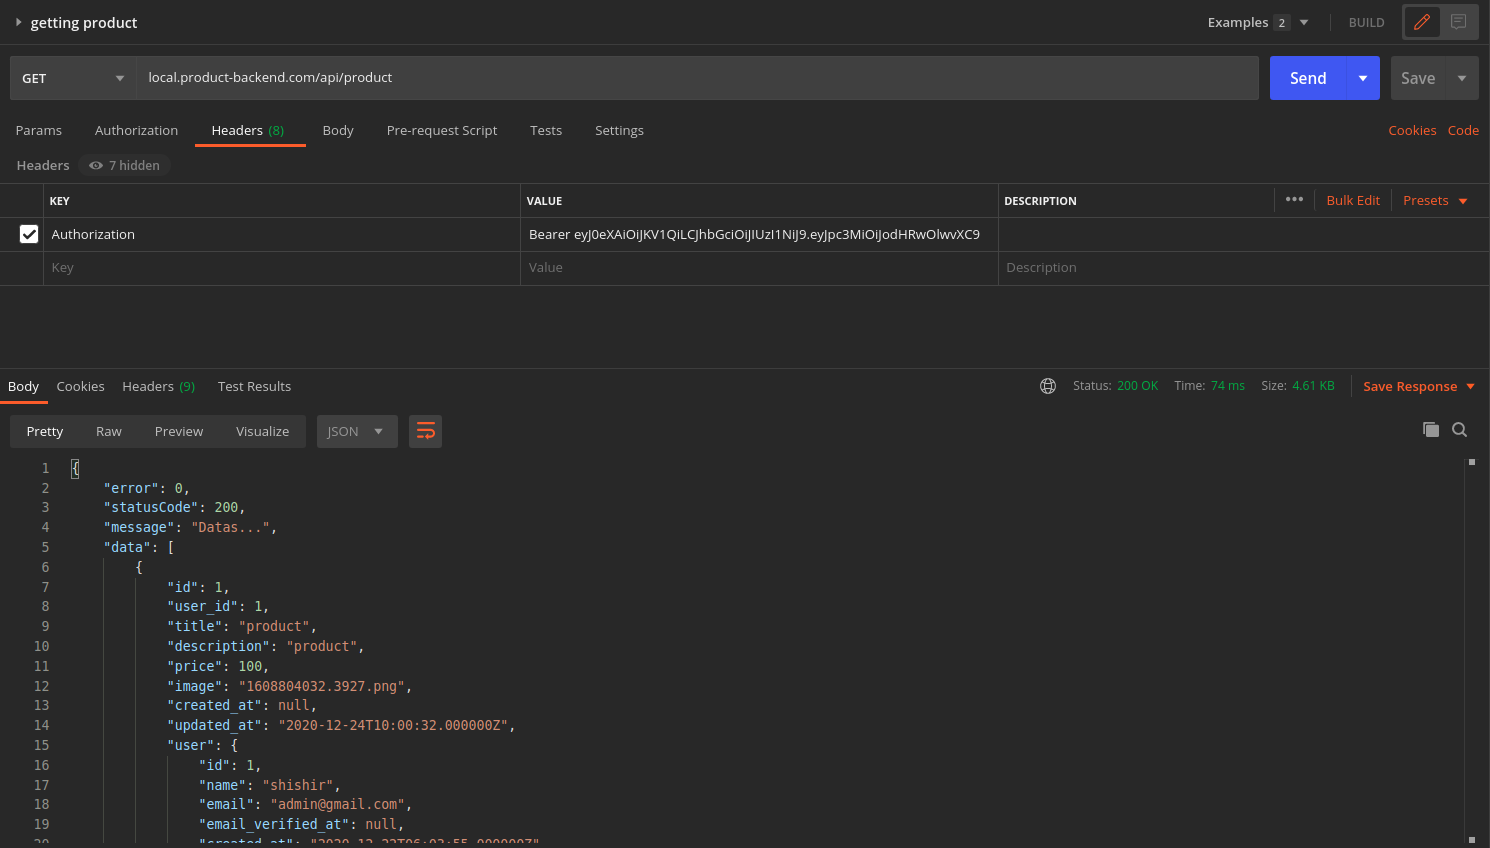 getting product
Examples 2
BUILD
GET
local.product-backend.com/api/product
Send
Save
Params Authorization Headers (8) Body Pre-request Script Tests Settings Cookies Code
Headers 7 hidden
KEY VALUE DESCRIPTION ••• Bulk Edit Presets
Authorization Bearer eyJ0eXAiOiJKV1QiLCJhbGciOiJIUzI1NiJ9.eyJpc3MiOiJodHRwOlwvXC9
Key Value Description
Body Cookies Headers (9) Test Results Status: 200 OK Time: 74 ms Size: 4.61 KB Save Response
Pretty Raw Preview Visualize JSON
1 {
2 "error": 0,
3 "statusCode": 200,
4 "message": "Datas...",
5 "data": [
6 {
7 "id": 1,
8 "user_id": 1,
9 "title": "product",
10 "description": "product",
11 "price": 100,
12 "image": "1608804032.3927.png",
13 "created_at": null,
14 "updated_at": "2020-12-24T10:00:32.000000Z",
15 "user": {
16 "id": 1,
17 "name": "shishir",
18 "email": "admin@gmail.com",
19 "email_verified_at": null,
20 "created_at":